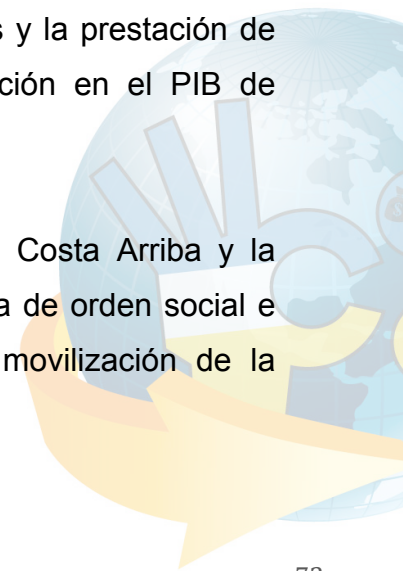 s y la prestación de
ción en el PIB de
Costa Arriba y la
a de orden social e
movilización de la